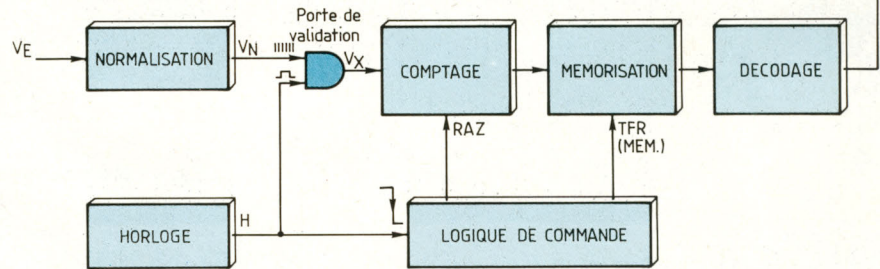 Porte de
validation
VE
NORMALISATION
VN
VX
COMPTAGE
MEMORISATION
DECODAGE
RAZ
TFR
(MEM.)
HORLOGE
H
LOGIQUE DE COMMANDE